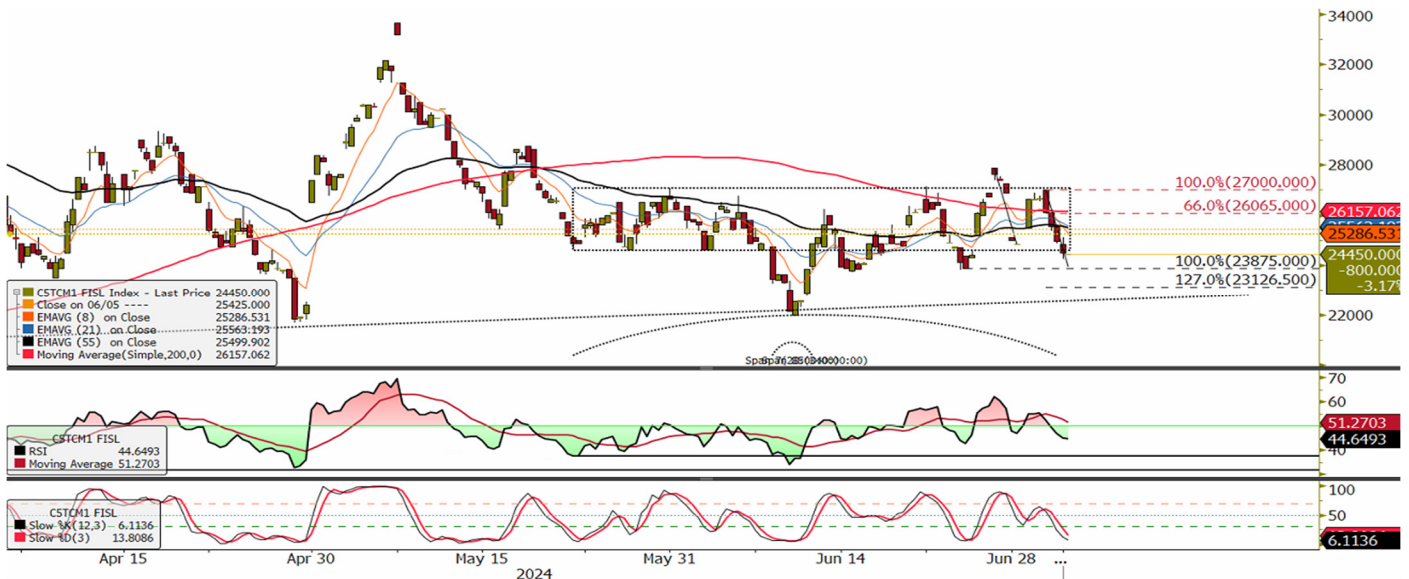 34000
32000
30000
28000
100.0%(27000.000)
66.0%(26065.000)
26157.062
25286.531
24450.000
-800.000
-3.17%
100.0%(23875.000)
127.0%(23126.500)
22000
C5TCM1 FISL Index - Last Price 24450.000
Close on 06/05 ---- 25425.000
EMAVG (8) on Close 25286.531
EMAVG (21) on Close 25563.193
EMAVG (55) on Close 25499.902
Moving Average(Simple,200,0) 26157.062
70
60
51.2703
44.6493
40
C5TCM1 FISL
RSI 44.6493
Moving Average 51.2703
100
50
6.1136
C5TCM1 FISL
Slow %K(12,3) 6.1136
Slow %D(3) 13.8086
Apr 15
Apr 30
May 15
May 31
Jun 14
Jun 28
...
2024